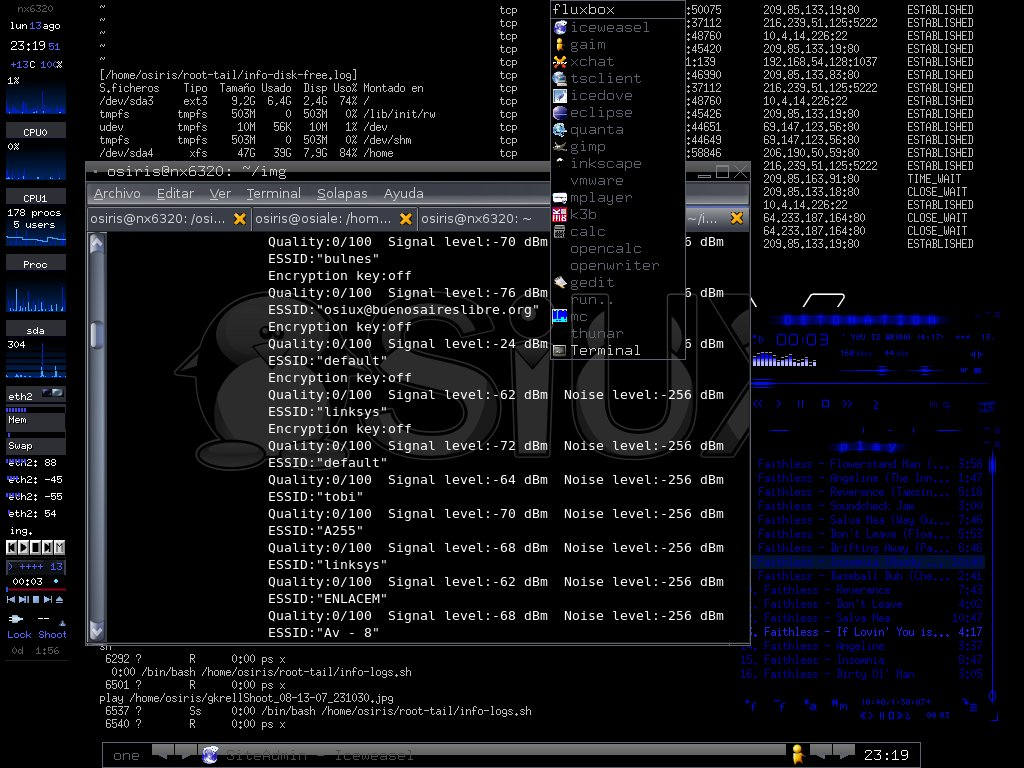 nx6320
lun13ago
23:19 51
+13C 100%
1%
CPU0
0%
CPU1
178 procs
5 users
Proc
sda
304
eth2
Mem
Swap
eth2: 88
eth2: -45
eth2: -55
eth2: 54
ing.
++++ 13
00:03
Look Shoot
0d 1:56
~
~
~
~
~
[/home/osiris/root-tail/info-disk-free.log]
S.ficheros Tipo Tamaño Usado Disp Uso% Montado en
/dev/sda3 ext3 9,2G 6,4G 2,4G 74% /
tmpfs tmpfs 503M 0 503M 0% /lib/init/rw
udev tmpfs 10M 56K 10M 1% /dev
tmpfs tmpfs 503M 0 503M 0% /dev/shm
/dev/sda4 xfs 47G 39G 7,9G 84% /home
tcp :50075 209.85.133.19:80 ESTABLISHED
tcp :37112 216.239.51.125:5222 ESTABLISHED
tcp :48760 10.4.14.226:22 ESTABLISHED
tcp :45420 209.85.133.19:80 ESTABLISHED
tcp 1:139 192.168.54.128:1037 ESTABLISHED
tcp :46990 209.85.133.83:80 ESTABLISHED
tcp :37112 216.239.51.125:5222 ESTABLISHED
tcp :48760 10.4.14.226:22 ESTABLISHED
tcp :45426 209.85.133.19:80 ESTABLISHED
tcp :44651 69.147.123.56:80 ESTABLISHED
tcp :44649 69.147.123.56:80 ESTABLISHED
tcp :58846 206.190.50.59:80 ESTABLISHED
216.239.51.125:5222 ESTABLISHED
209.85.163.91:80 TIME_WAIT
209.85.133.18:80 CLOSE_WAIT
10.4.14.226:22 ESTABLISHED
64.233.187.164:80 CLOSE_WAIT
64.233.187.164:80 CLOSE_WAIT
209.85.133.19:80 ESTABLISHED
fluxbox
iceweasel
gaim
xchat
tsclient
icedove
eclipse
quanta
gimp
inkscape
vmware
mplayer
k3b
calc
opencalc
openwriter
gedit
run..
mc
thunar
Terminal
osiris@nx6320: ~/img
Archivo Editar Ver Terminal Solapas Ayuda
osiris@nx6320: /osi... osiris@osiale: /hom... osiris@nx6320: ~ ~/i...
Quality:0/100 Signal level:-70 dBm 6 dBm
ESSID:"bulnes"
Encryption key:off
Quality:0/100 Signal level:-76 dBm 6 dBm
ESSID:"osiux@buenosaireslibre.org"
Encryption key:off
Quality:0/100 Signal level:-24 dBm 6 dBm
ESSID:"default"
Encryption key:off
Quality:0/100 Signal level:-62 dBm Noise level:-256 dBm
ESSID:"linksys"
Encryption key:off
Quality:0/100 Signal level:-72 dBm Noise level:-256 dBm
ESSID:"default"
Quality:0/100 Signal level:-64 dBm Noise level:-256 dBm
ESSID:"tobi"
Quality:0/100 Signal level:-70 dBm Noise level:-256 dBm
ESSID:"A255"
Quality:0/100 Signal level:-68 dBm Noise level:-256 dBm
ESSID:"linksys"
Quality:0/100 Signal level:-62 dBm Noise level:-256 dBm
ESSID:"ENLACEM"
Quality:0/100 Signal level:-68 dBm Noise level:-256 dBm
ESSID:"Av - 8"
OSiUX
00:03
play
Faithless - Flowerstand Man (... 3:56
Faithless - Angeline (The Inn... 1:47
Faithless - Reverence (Tamsin... 5:18
Faithless - Soundcheck Jam 3:00
Faithless - Salva Mea (Way Ou... 7:46
Faithless - Don't Leave (Floa... 5:53
Faithless - Drifting Away (Pa... 6:46
Faithless - Baseball Dub (Che... 2:41
Faithless - Reverence 7:43
Faithless - Don't Leave 4:02
Faithless - Salva Mea 10:47
Faithless - If Lovin' You is... 4:17
Faithless - Angeline 3:37
15. Faithless - Insomnia 8:47
16. Faithless - Dirty Ol' Man 3:05
sh
6292 ? R 0:00 ps x
0:00 /bin/bash /home/osiris/root-tail/info-logs.sh
6501 ? R 0:00 ps x
play /home/osiris/gkrellShoot_08-13-07_231030.jpg
6537 ? Ss 0:00 /bin/bash /home/osiris/root-tail/info-logs.sh
6540 ? R 0:00 ps x
one SiteAdmin - Iceweasel 23:19